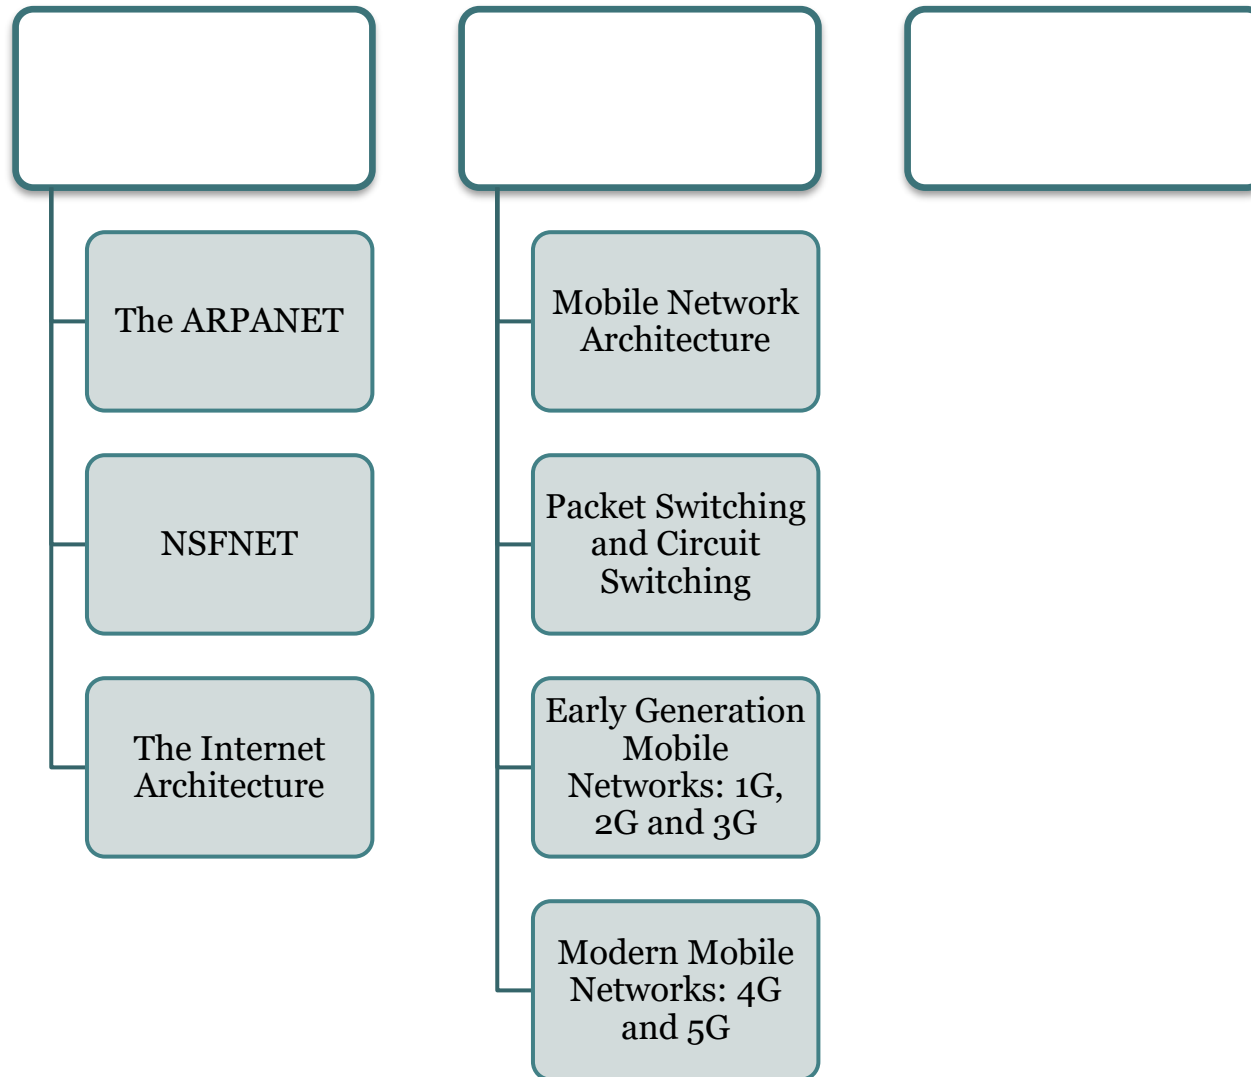 The ARPANET
NSFNET
The Internet
Architecture
Mobile Network
Architecture
Packet Switching
and Circuit
Switching
Early Generation
Mobile
Networks: 1G,
2G and 3G
Modern Mobile
Networks: 4G
and 5G